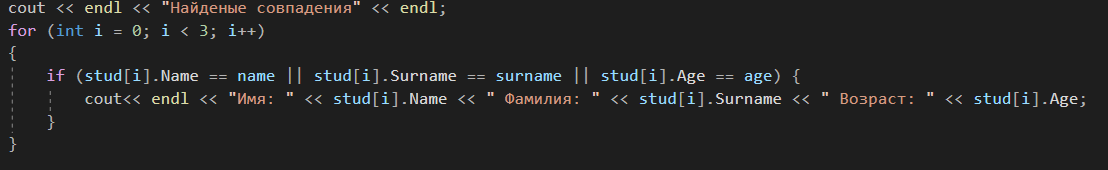 cout << endl << "Найденые совпадения" << endl;
for (int i = 0; i < 3; i++)
{
if (stud[i].Name == name || stud[i].Surname == surname || stud[i].Age == age) {
cout<< endl << "Имя: " << stud[i].Name << " Фамилия: " << stud[i].Surname << " Возраст: " << stud[i].Age;
}
}